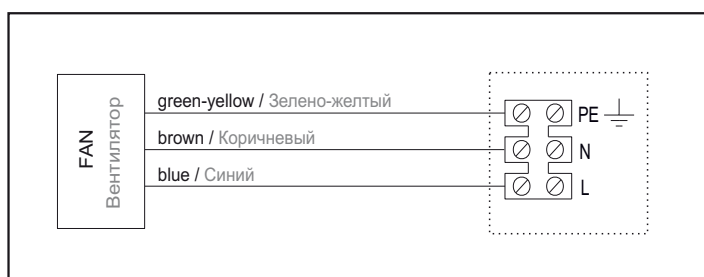 FAN
Вентилятор
green-yellow / Зелено-желтый
PE
brown / Коричневый
N
blue / Синий
L